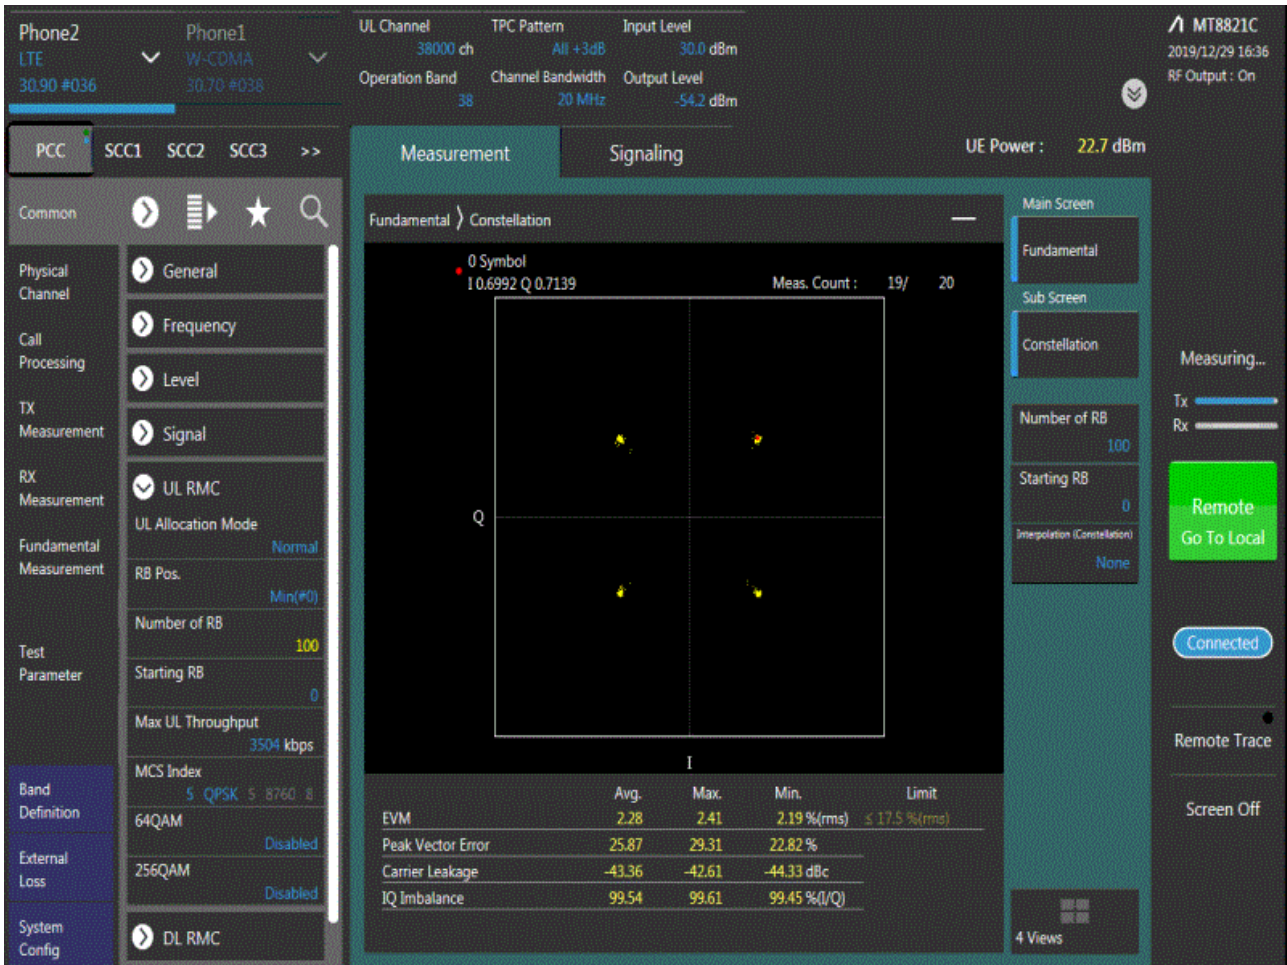 Phone2
LTE
30.90 #036
Phone1
W-CDMA
30.70 #038
UL Channel
38000 ch
TPC Pattern
All +3dB
Input Level
30.0 dBm
Operation Band
38
Channel Bandwidth
20 MHz
Output Level
-54.2 dBm
MT8821C
2019/12/29 16:36
RF Output : On
PCC SCC1 SCC2 SCC3 >>
Measurement
Signaling
UE Power : 22.7 dBm
Common
Physical
Channel
Call
Processing
TX
Measurement
RX
Measurement
Fundamental
Measurement
Test
Parameter
Band
Definition
External
Loss
System
Config
General
Frequency
Level
Signal
UL RMC
UL Allocation Mode
Normal
RB Pos.
Min(#0)
Number of RB
100
Starting RB
0
Max UL Throughput
3504 kbps
MCS Index
5 QPSK 5 8760 8
64QAM
Disabled
256QAM
Disabled
DL RMC
Fundamental 〉 Constellation
0 Symbol
I 0.6992 Q 0.7139
Meas. Count : 19/ 20
Q
I
Avg. Max. Min. Limit
EVM 2.28 2.41 2.19 %(rms) ≤ 17.5 %(rms)
Peak Vector Error 25.87 29.31 22.82 %
Carrier Leakage -43.36 -42.61 -44.33 dBc
IQ Imbalance 99.54 99.61 99.45 %(I/Q)
Main Screen
Fundamental
Sub Screen
Constellation
Number of RB
100
Starting RB
0
Interpolation (Constellation)
None
4 Views
Measuring...
Tx
Rx
Remote
Go To Local
Connected
Remote Trace
Screen Off